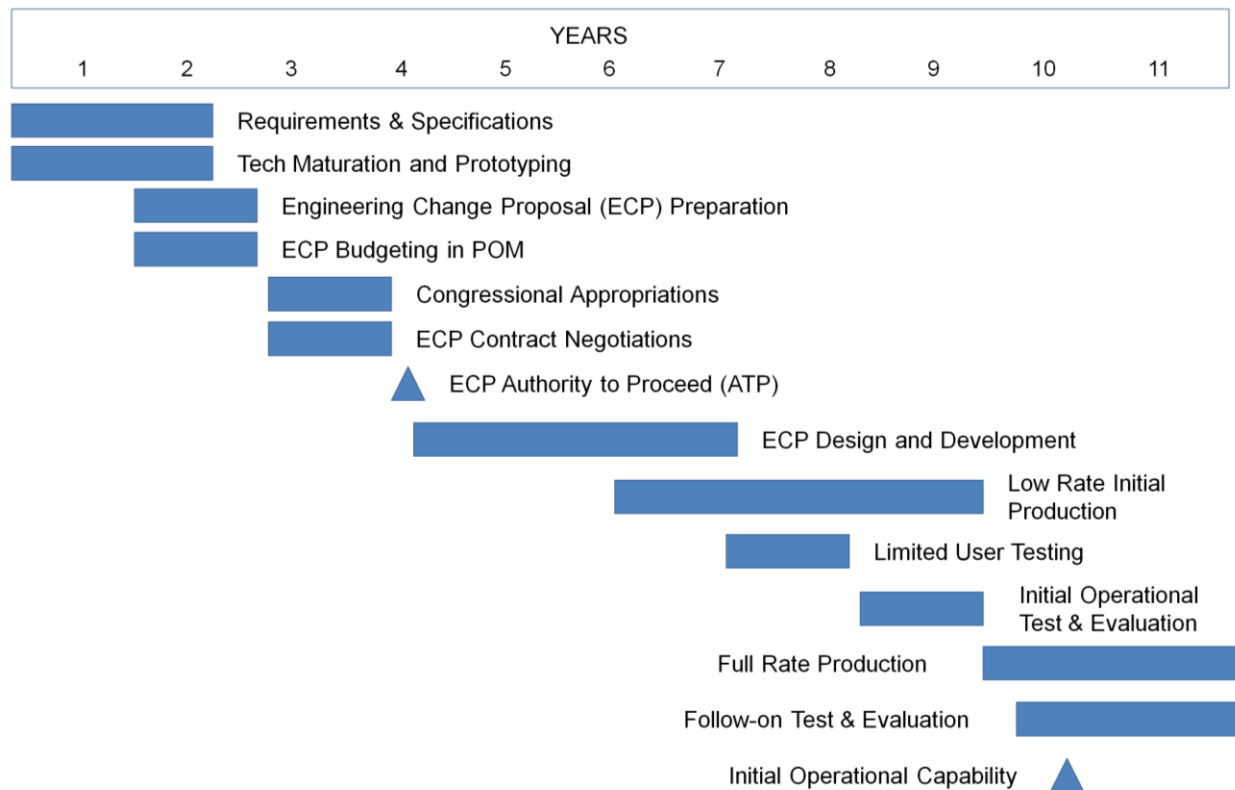 YEARS
1 2 3 4 5 6 7 8 9 10 11
Requirements & Specifications
Tech Maturation and Prototyping
Engineering Change Proposal (ECP) Preparation
ECP Budgeting in POM
Congressional Appropriations
ECP Contract Negotiations
ECP Authority to Proceed (ATP)
ECP Design and Development
Low Rate Initial
Production
Limited User Testing
Initial Operational
Test & Evaluation
Full Rate Production
Follow-on Test & Evaluation
Initial Operational Capability